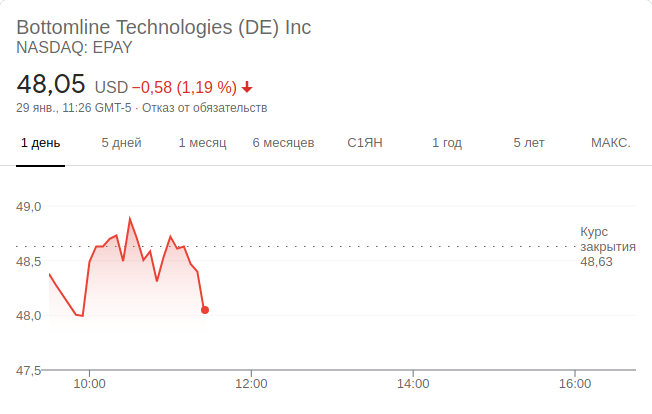 Bottomline Technologies (DE) Inc
NASDAQ: EPAY
48,05 USD −0,58 (1,19 %)
29 янв., 11:26 GMT-5 · Отказ от обязательств
1 день 5 дней 1 месяц 6 месяцев С1ЯН 1 год 5 лет МАКС.
49,0
Курс
закрытия
48,63
48,5
48,0
47,5
10:00 12:00 14:00 16:00